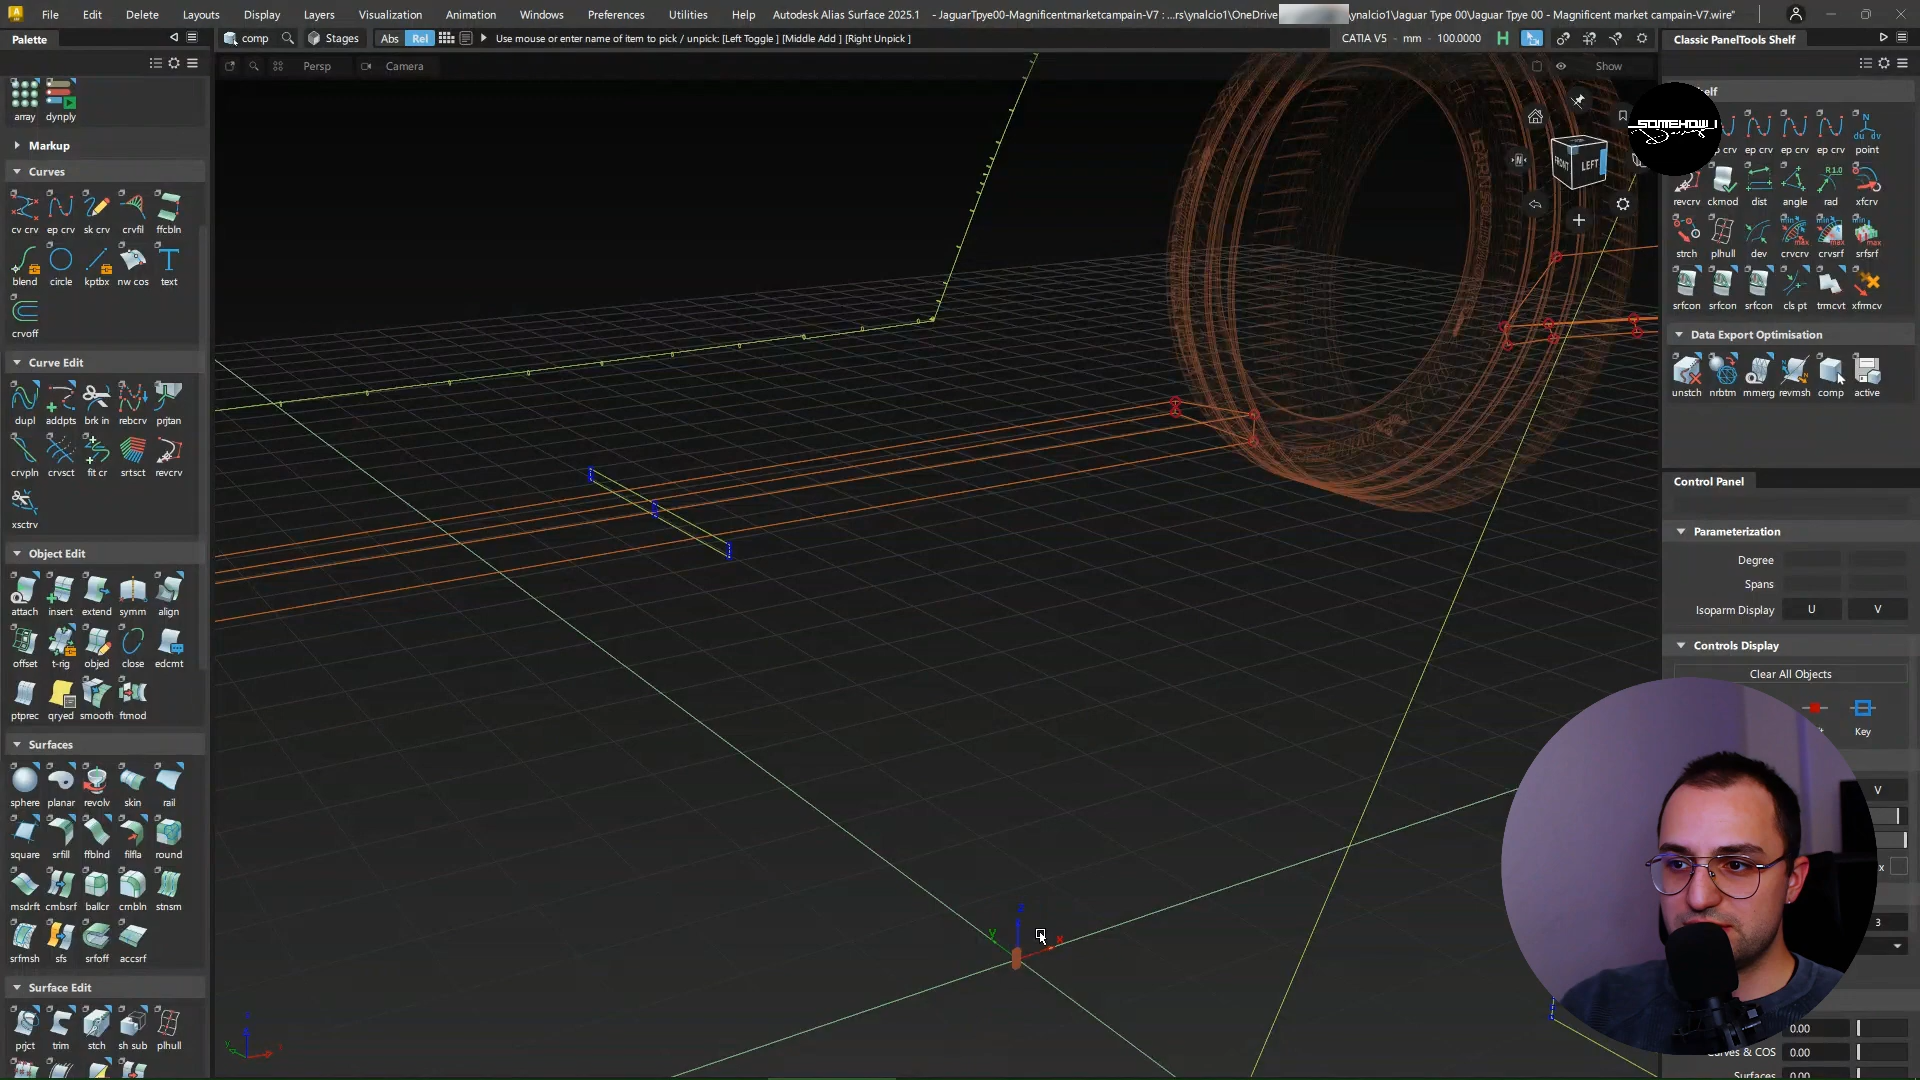 File Edit Delete Layouts Display Layers Visualization Animation Windows Preferences Utilities Help Autodesk Alias Surface 2025.1 - JaguarTpye00-MagnificentmarketcampainV7 : ...rs\ynalcio1\OneDrive ynalcio1\Jaguar Type 00\Jaguar Tpye 00 - Magnificent market campain-V7.wire"
Palette
comp Stages Abs Rel Use mouse or enter name of item to pick / unpick: [Left Toggle ] [Middle Add ] [Right Unpick ] CATIA V5 - mm - 100.0000 H
Classic PanelTools Shelf
Persp Camera Show
array dynply
Markup
Curves
cv crv ep crv sk crv crvfil ffcbln
blend circle kptbx nw cos text
crvoff
Curve Edit
dupl addpts brk in rebcrv prjtan
crvpln crvsct fit cr srtsct revcrv
xsctrv
Object Edit
attach insert extend symm align
offset t-rig objed close edcmt
ptprec qryed smooth ftmod
Surfaces
sphere planar revolv skin rail
square srfill ffblnd filfla round
msdrft cmbsrf ballcr crnbln stnsm
srfmsh sfs srfoff accsrf
Surface Edit
prjct trim stch sh sub plhull
FRONT LEFT
SOMEHOW I
ep crv ep crv ep crv point
revcrv ckmod dist angle rad xfcrv
strch plhull dev crvcrv crvsrf srfsrf
srfcon srfcon srfcon cls pt trmcvt xfmcv
Data Export Optimisation
unstch nrbtm mmerg revmsh comp active
Control Panel
Parameterization
Degree
Spans
Isoparm Display U V
Controls Display
Clear All Objects
Key
V
3
0.00
Curves & COS 0.00
Surfaces 0.00
z
y
x